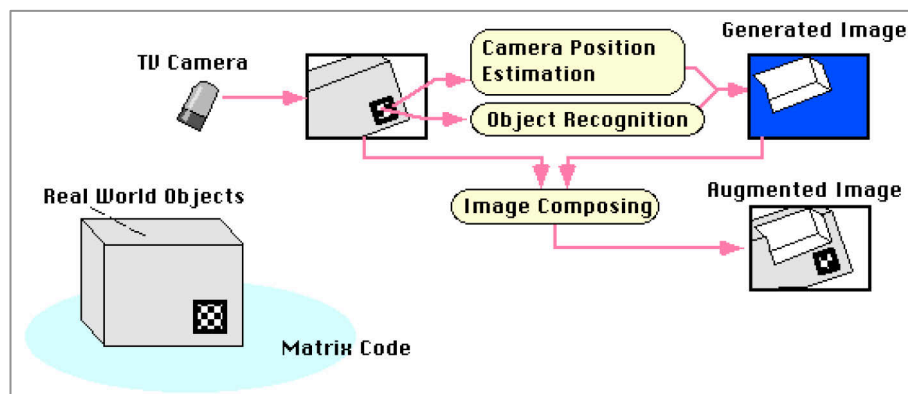 TV Camera
Camera Position
Estimation
Object Recognition
Generated Image
Real World Objects
Image Composing
Augmented Image
Matrix Code